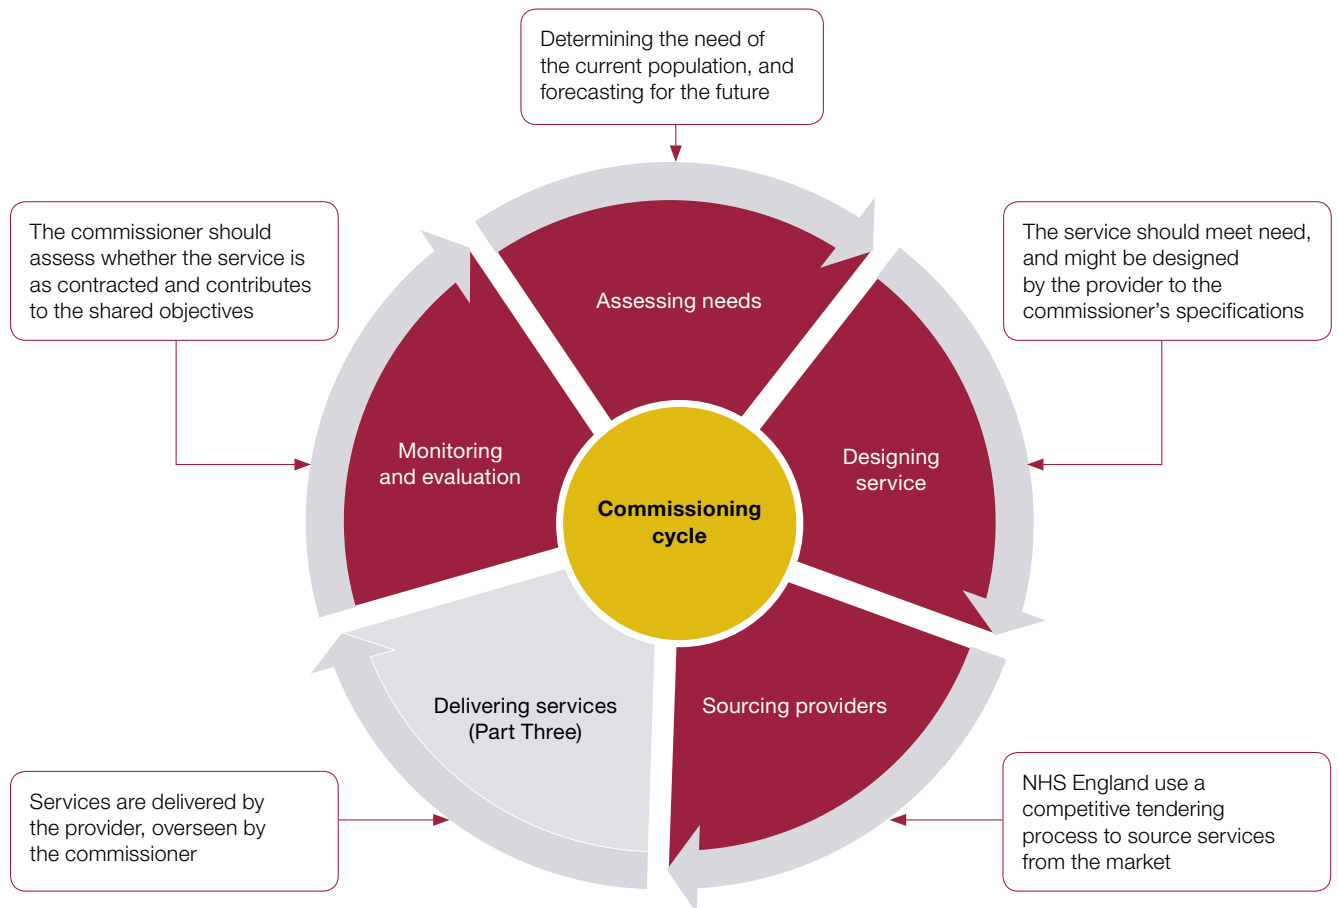 Determining the need of
the current population, and
forecasting for the future
The commissioner should
assess whether the service is
as contracted and contributes
to the shared objectives
The service should meet need,
and might be designed
by the provider to the
commissioner’s specifications
Assessing needs
Monitoring
and evaluation
Designing
service
Commissioning
cycle
Delivering services
(Part Three)
Sourcing providers
Services are delivered by
the provider, overseen by
the commissioner
NHS England use a
competitive tendering
process to source services
from the market